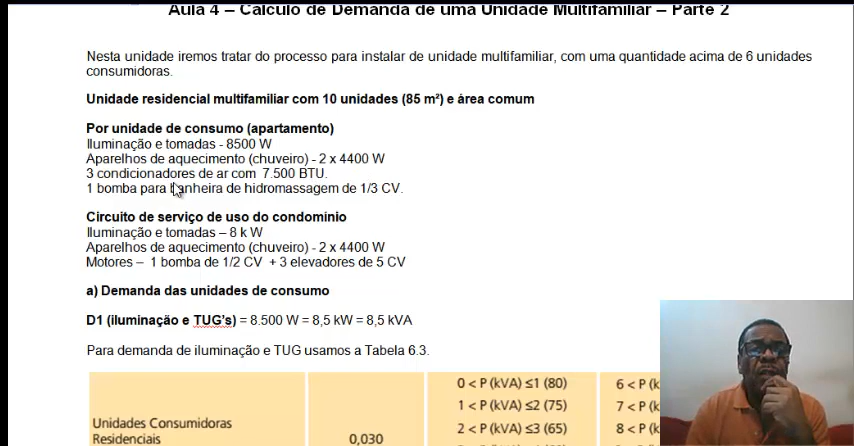 Aula 4 – Cálculo de Demanda de uma Unidade Multifamiliar – Parte 2
Nesta unidade iremos tratar do processo para instalar de unidade multifamiliar, com uma quantidade acima de 6 unidades
consumidoras.
Unidade residencial multifamiliar com 10 unidades (85 m²) e área comum
Por unidade de consumo (apartamento)
Iluminação e tomadas - 8500 W
Aparelhos de aquecimento (chuveiro) - 2 x 4400 W
3 condicionadores de ar com 7.500 BTU.
1 bomba para banheira de hidromassagem de 1/3 CV.
Circuito de serviço de uso do condomínio
Iluminação e tomadas – 8 k W
Aparelhos de aquecimento (chuveiro) - 2 x 4400 W
Motores – 1 bomba de 1/2 CV + 3 elevadores de 5 CV
a) Demanda das unidades de consumo
D1 (iluminação e TUG's) = 8.500 W = 8,5 kW = 8,5 kVA
Para demanda de iluminação e TUG usamos a Tabela 6.3.
Unidades Consumidoras
Residenciais
0,030
0 < P (kVA) ≤1 (80)
1 < P (kVA) ≤2 (75)
2 < P (kVA) ≤3 (65)
6 < P (k
7 < P (k
8 < P (k